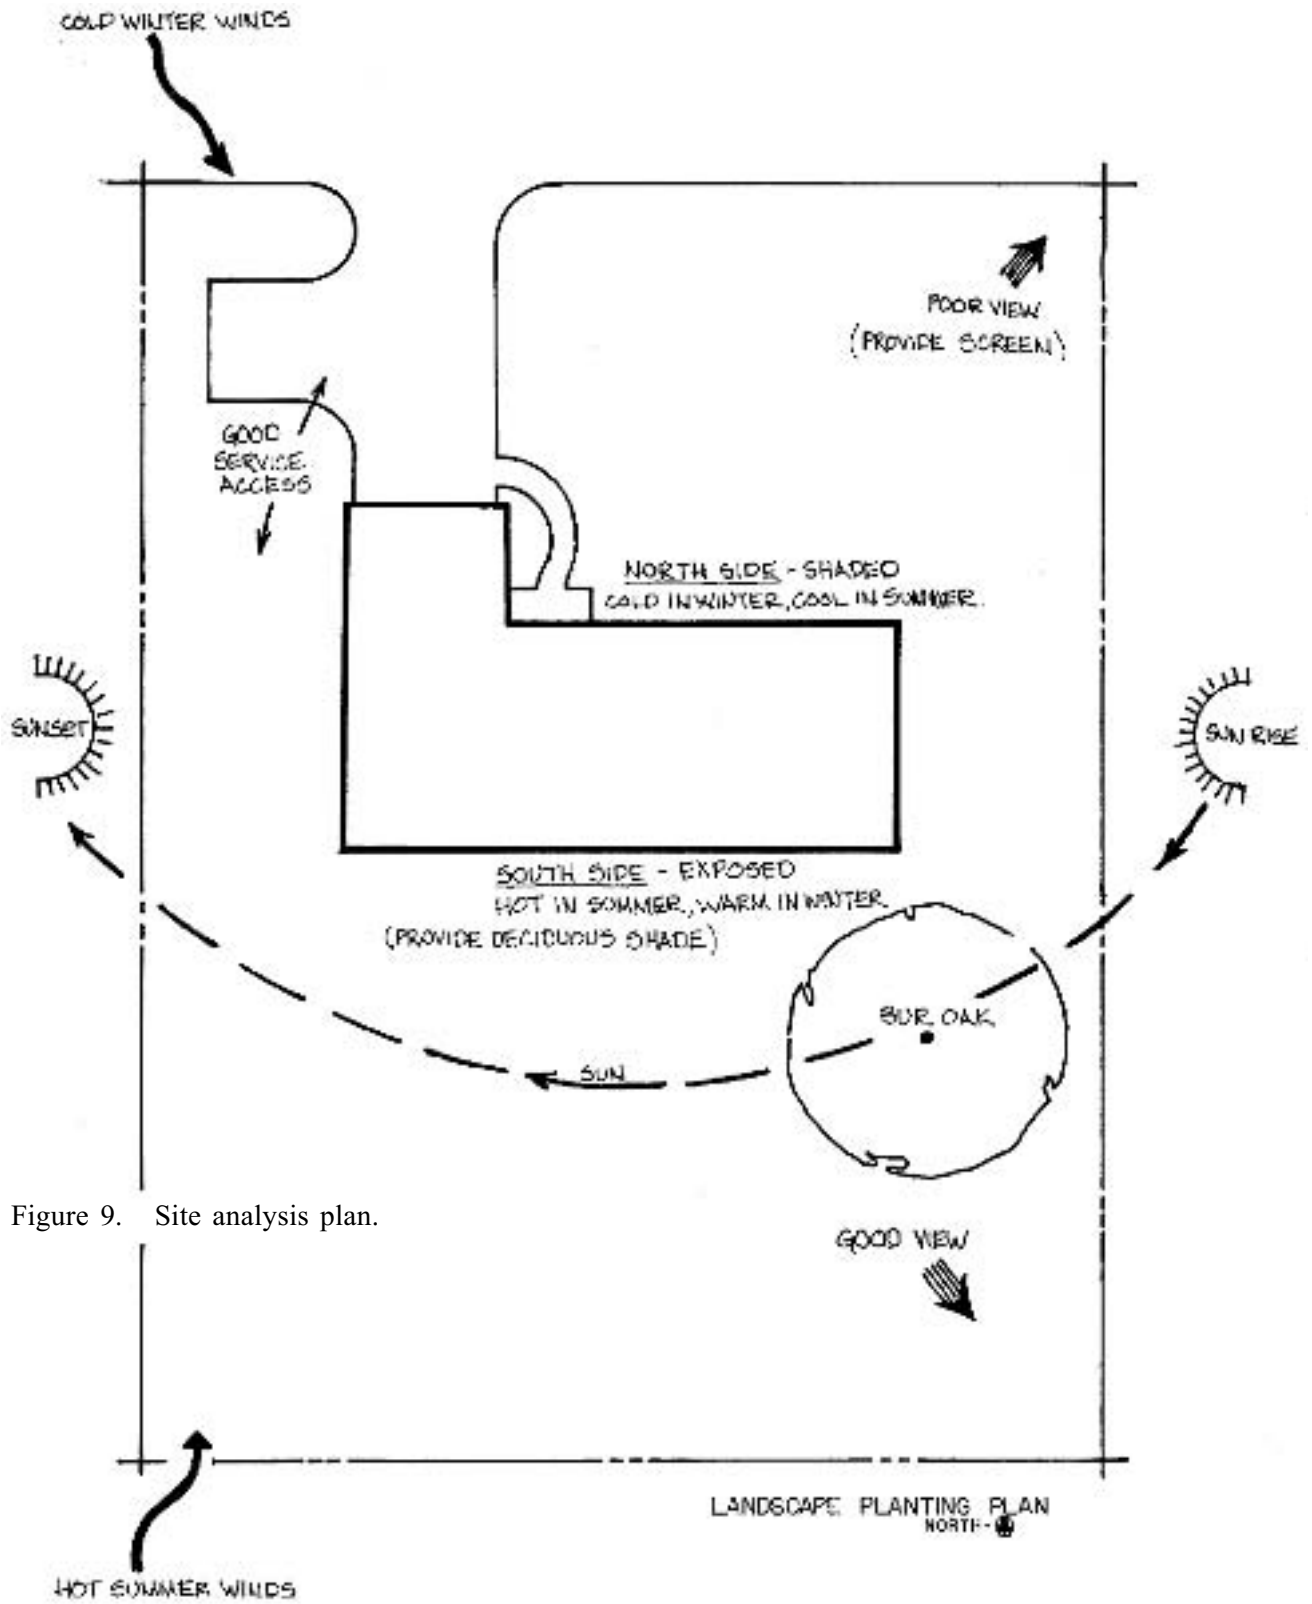 COLD WINTER WINDS
POOR VIEW
(PROVIDE SCREEN)
GOOD
SERVICE
ACCESS
NORTH SIDE - SHADED
COLD IN WINTER, COOL IN SUMMER.
SUNSET
SUN RISE
SOUTH SIDE - EXPOSED
HOT IN SUMMER, WARM IN WINTER
(PROVIDE DECIDUOUS SHADE)
BUR OAK
SUN
Figure 9. Site analysis plan.
GOOD VIEW
LANDSCAPE PLANTING PLAN
NORTH-
HOT SUMMER WINDS